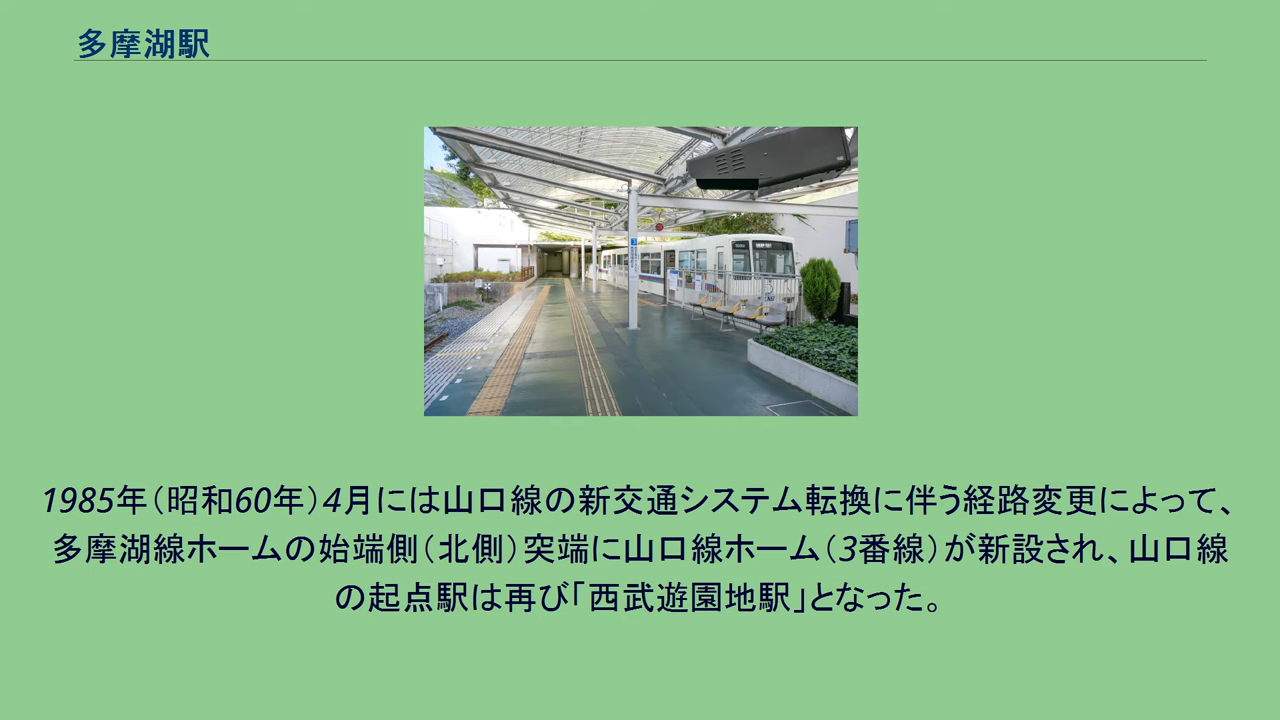 多摩湖駅
1985年（昭和60年）4月には山口線の新交通システム転換に伴う経路変更によって、
多摩湖線ホームの始端側（北側）突端に山口線ホーム（3番線）が新設され、山口線
の起点駅は再び「西武遊園地駅」となった。